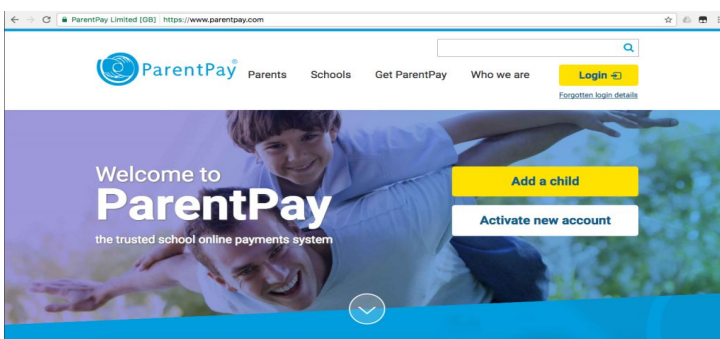 ParentPay Limited [GB] https://www.parentpay.com
ParentPay®
Parents Schools Get ParentPay Who we are
Login
Forgotten login details
Welcome to
ParentPay
the trusted school online payments system
Add a child
Activate new account